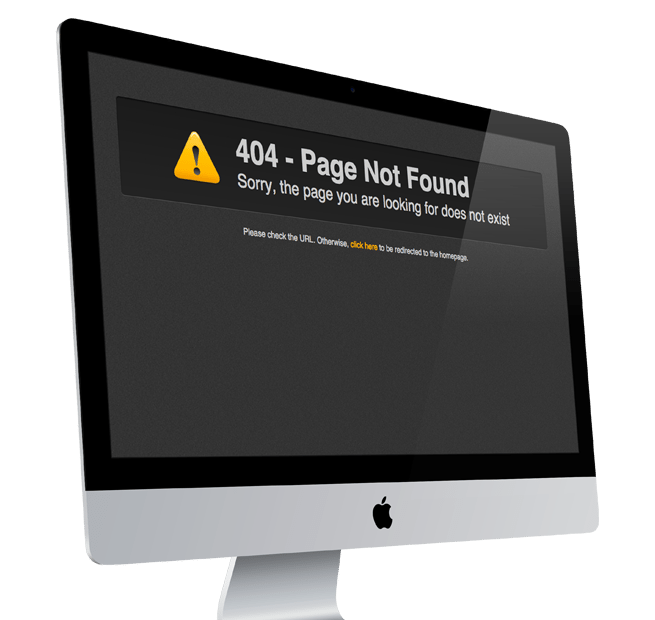 404 - Page Not Found
Sorry, the page you are looking for does not exist
Please check the URL. Otherwise, click here to be redirected to the homepage.